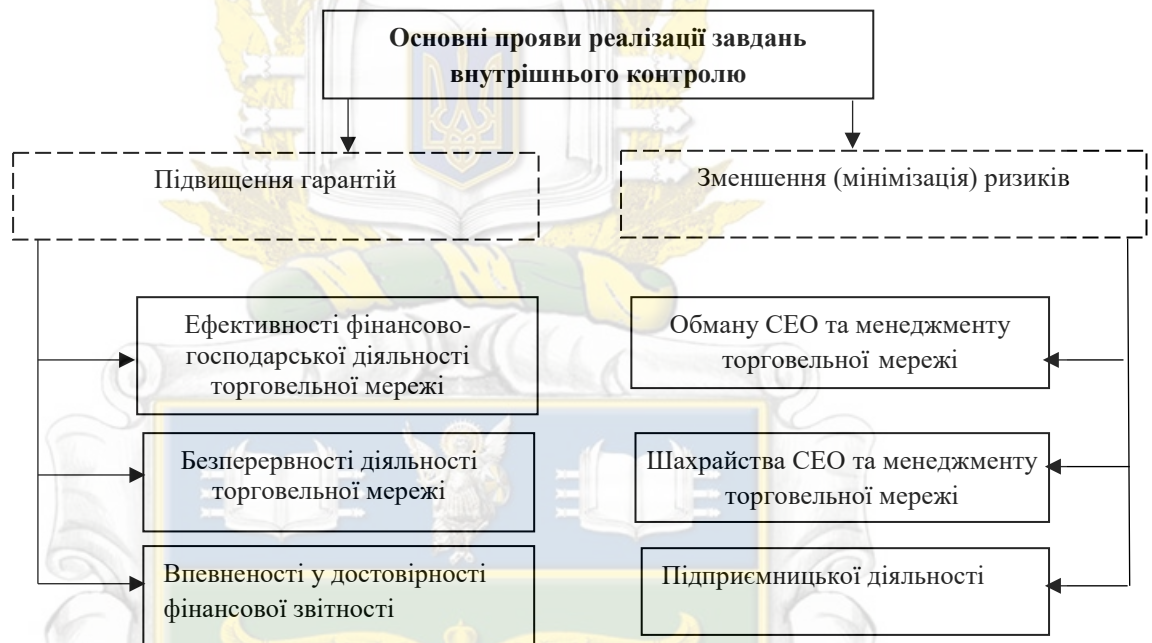 Основні прояви реалізації завдань
внутрішнього контролю
Підвищення гарантій
Зменшення (мінімізація) ризиків
Ефективності фінансово-
господарської діяльності
торговельної мережі
Обману СЕО та менеджменту
торговельної мережі
Безперервності діяльності
торговельної мережі
Шахрайства СЕО та менеджменту
торговельної мережі
Впевненості у достовірності
фінансової звітності
Підприємницької діяльності